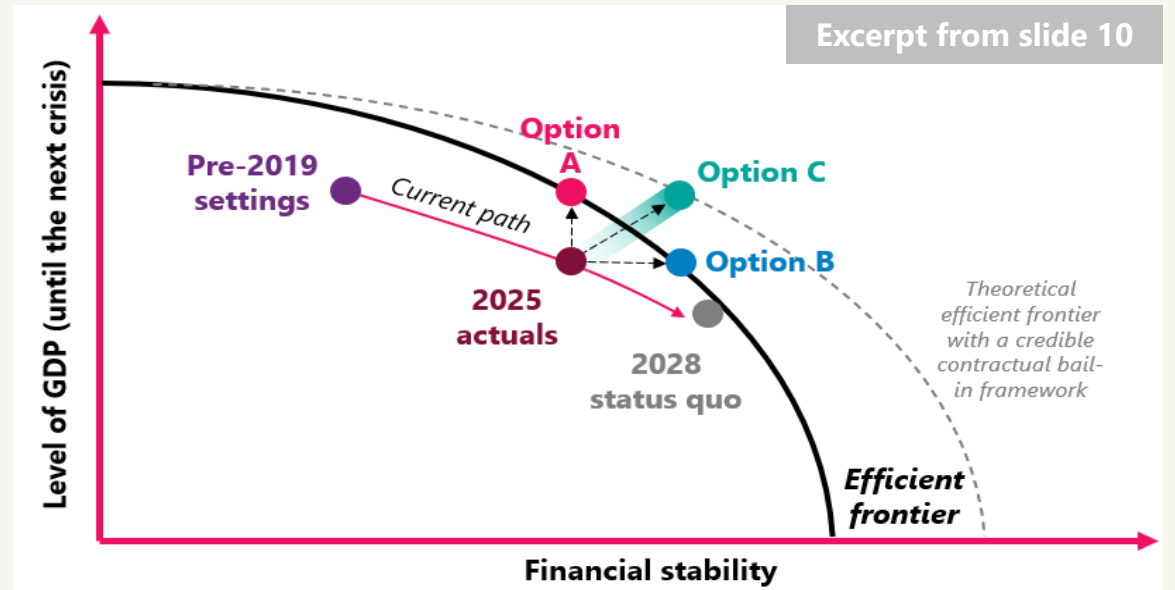 Excerpt from slide 10
Level of GDP (until the next crisis)
Option
A
Pre-2019
settings
Current path
Option C
Option B
2025
actuals
2028
status quo
Theoretical
efficient frontier
with a credible
contractual bail-
in framework
Efficient
frontier
Financial stability